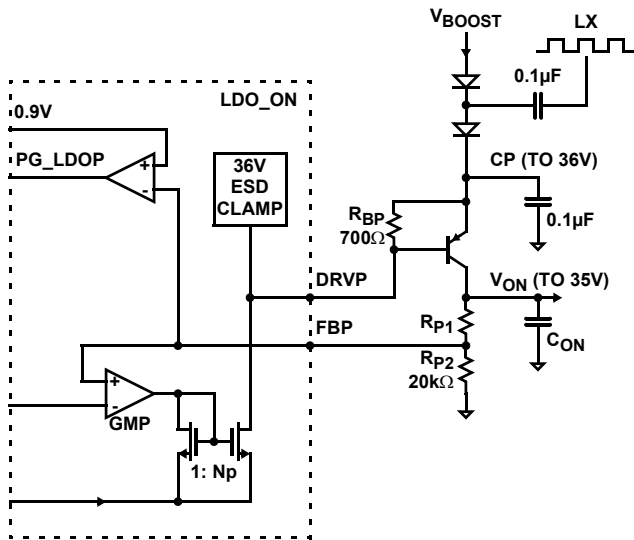 V_BOOST
LX
0.1µF
LDO_ON
0.9V
PG_LDOP
+
-
36V
ESD
CLAMP
CP (TO 36V)
R_BP
700Ω
0.1µF
DRVP
V_ON (TO 35V)
FBP
R_P1
C_ON
R_P2
20kΩ
+
-
GMP
1: Np